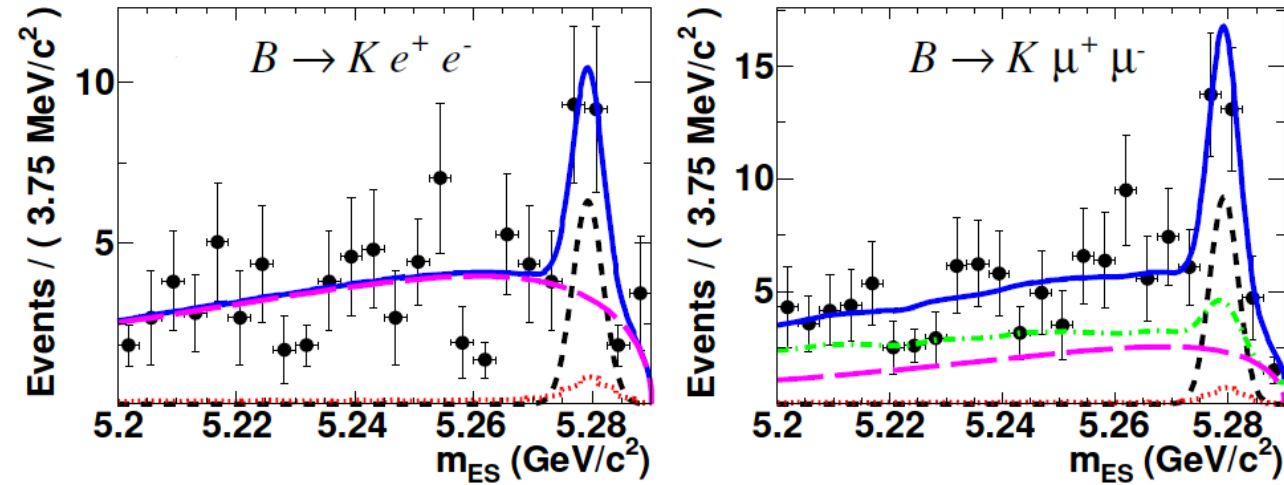 Events / ( 3.75 MeV/c²)
B → K e⁺ e⁻
10
5
5.2 5.22 5.24 5.26 5.28
m_ES (GeV/c²)
Events / ( 3.75 MeV/c²)
B → K μ⁺ μ⁻
15
10
5
5.2 5.22 5.24 5.26 5.28
m_ES (GeV/c²)